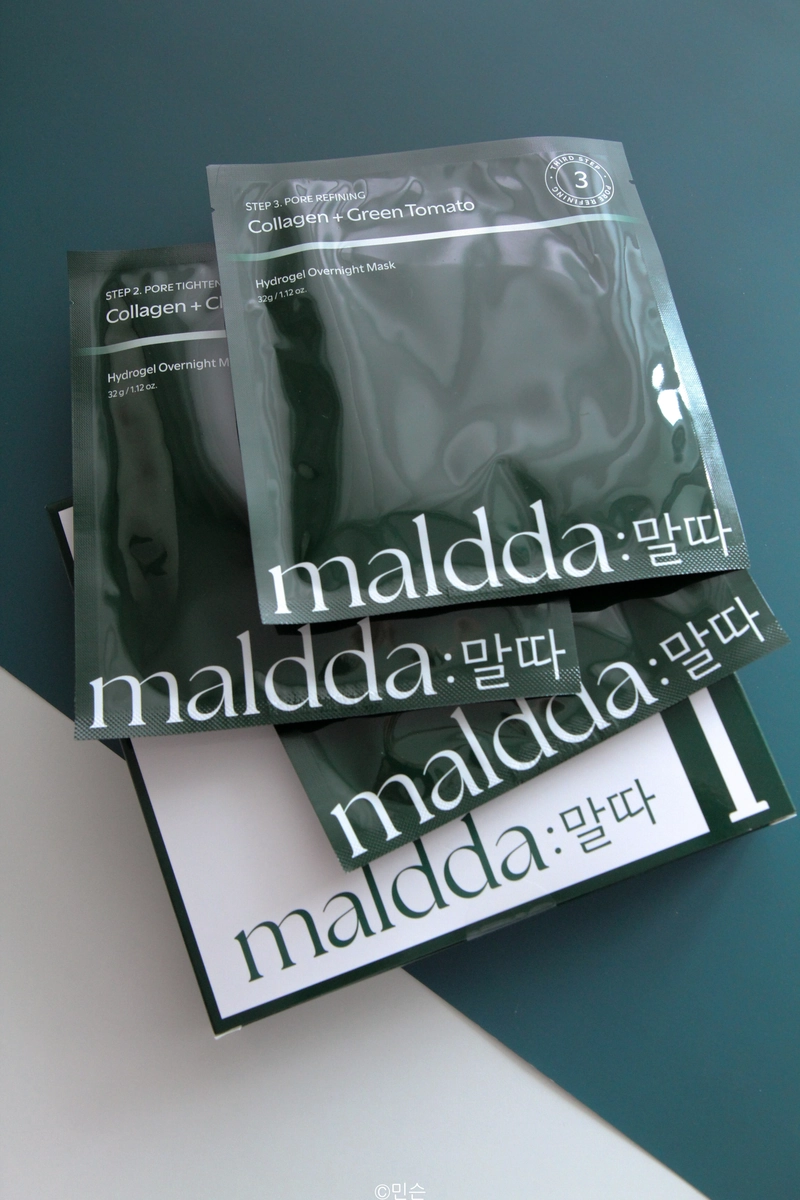 STEP 3. PORE REFINING
Collagen + Green Tomato
THIRD STEP · PORE REFINING ·
3
Hydrogel Overnight Mask
32g / 1.12 oz.
maldda:말따
STEP 2. PORE
Collagen +
Hydrogel Overnight
32g / 1.12 oz.
maldda:말따
maldda:말따
maldda:말따
©민슨